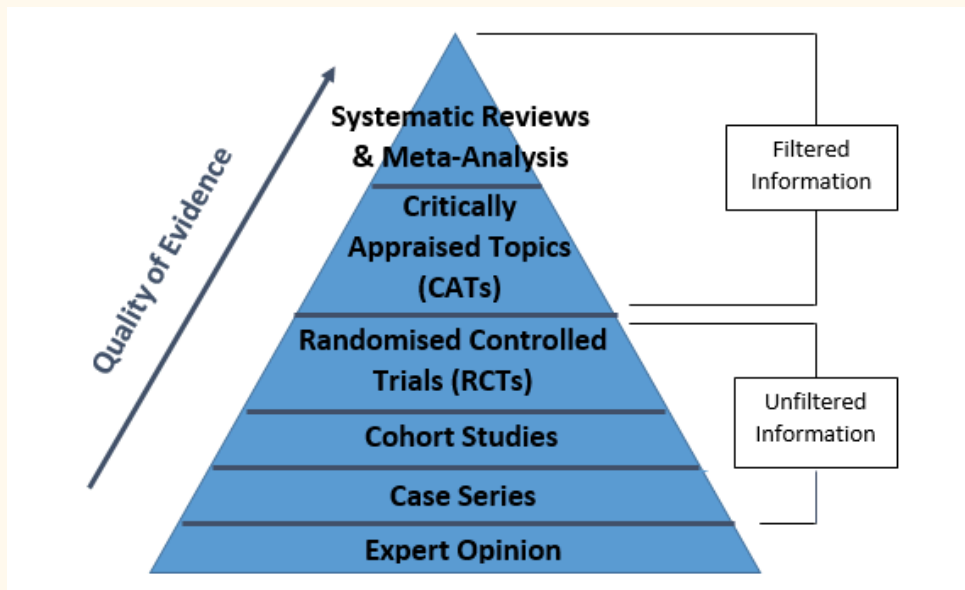 Quality of Evidence
Systematic Reviews
& Meta-Analysis
Critically
Appraised Topics
(CATs)
Randomised Controlled
Trials (RCTs)
Cohort Studies
Case Series
Expert Opinion
Filtered
Information
Unfiltered
Information